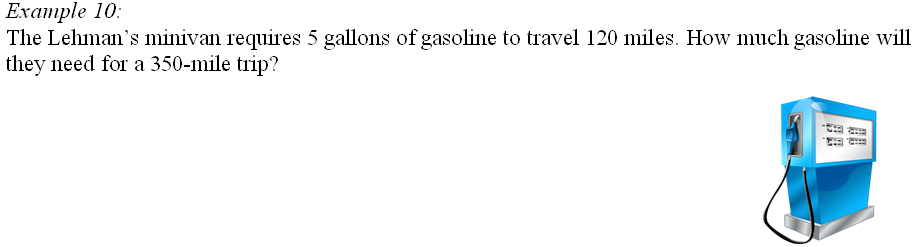 Example 10:
The Lehman's minivan requires 5 gallons of gasoline to travel 120 miles. How much gasoline will
they need for a 350-mile trip?